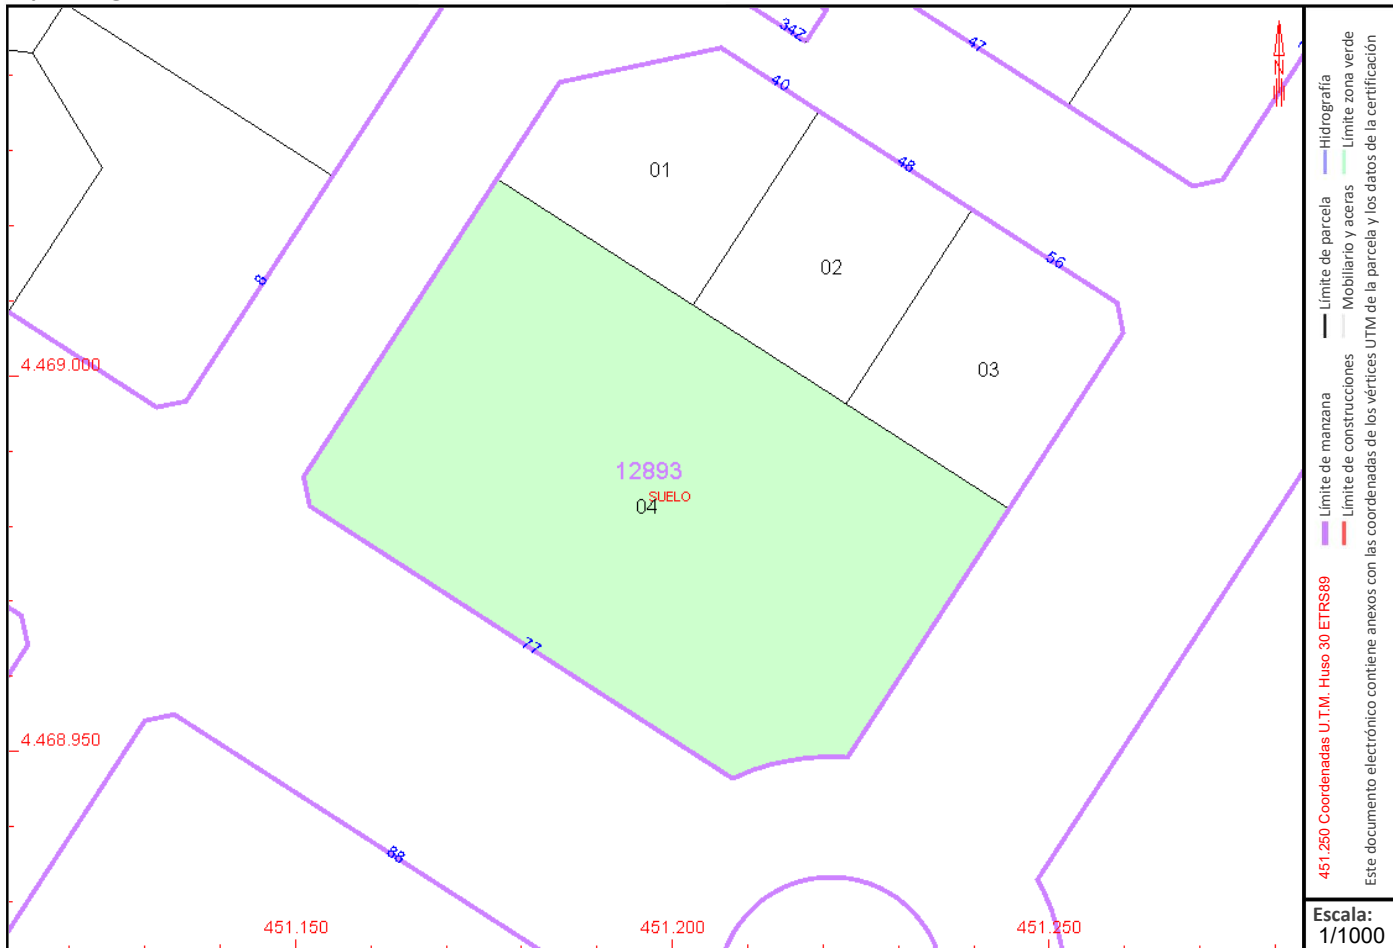 34Z
47
40
01
48
02
56
8
03
4.469.000
12893
SUELO
04
77
4.468.950
88
451.150
451.200
451.250
N
451.250 Coordenadas U.T.M. Huso 30 ETRS89
Límite de manzana
Límite de parcela
Hidrografía
Límite de construcciones
Mobiliario y aceras
Límite zona verde
Este documento electrónico contiene anexos con las coordenadas de los vértices UTM de la parcela y los datos de la certificación
Escala:
1/1000